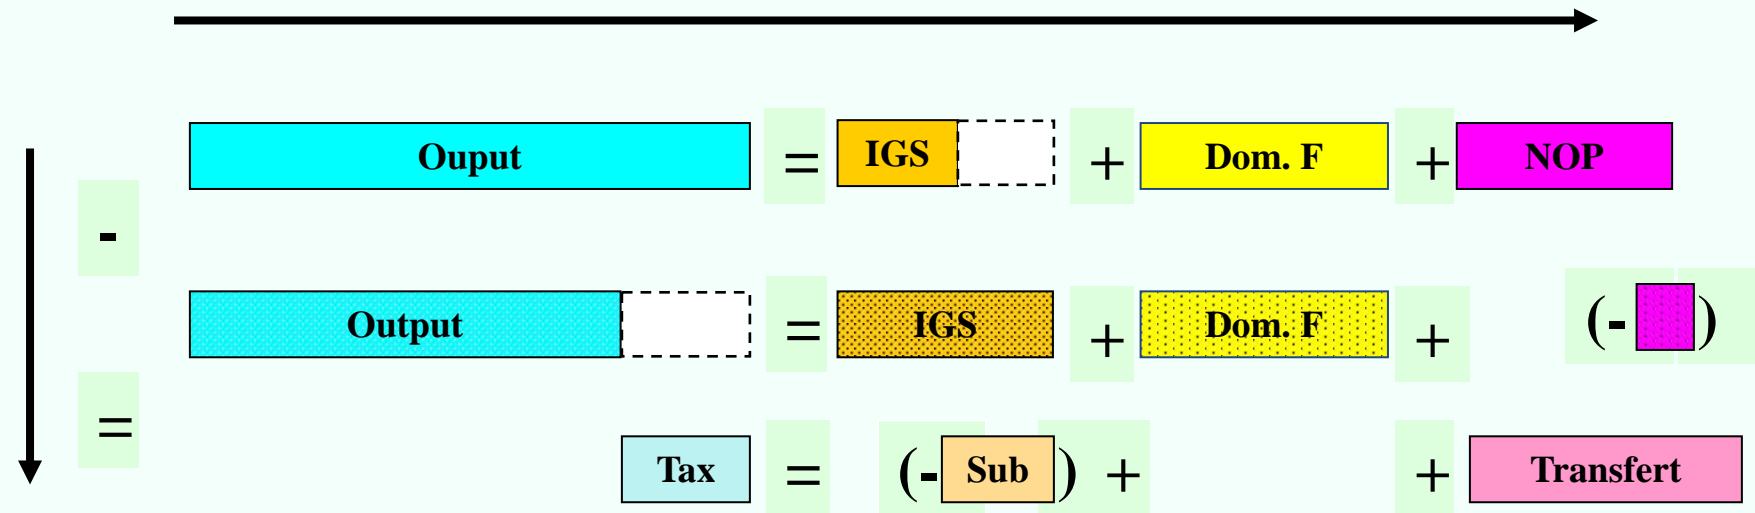 Ouput = IGS + Dom. F + NOP
-
Output = IGS + Dom. F + (- )
=
Tax = (- Sub ) + + Transfert